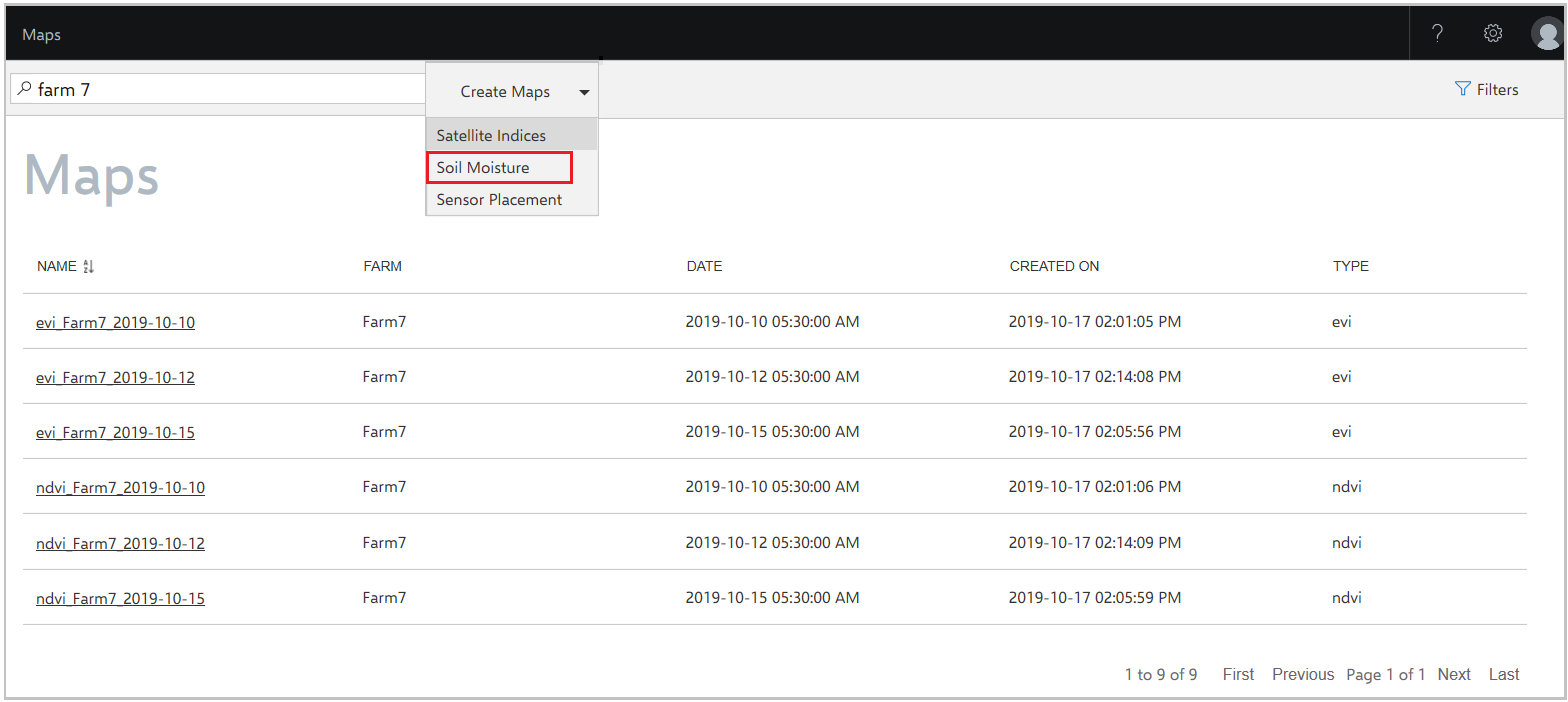 Maps
?
farm 7
Create Maps
Filters
Satellite Indices
Soil Moisture
Sensor Placement
Maps
NAME FARM DATE CREATED ON TYPE
evi_Farm7_2019-10-10 Farm7 2019-10-10 05:30:00 AM 2019-10-17 02:01:05 PM evi
evi_Farm7_2019-10-12 Farm7 2019-10-12 05:30:00 AM 2019-10-17 02:14:08 PM evi
evi_Farm7_2019-10-15 Farm7 2019-10-15 05:30:00 AM 2019-10-17 02:05:56 PM evi
ndvi_Farm7_2019-10-10 Farm7 2019-10-10 05:30:00 AM 2019-10-17 02:01:06 PM ndvi
ndvi_Farm7_2019-10-12 Farm7 2019-10-12 05:30:00 AM 2019-10-17 02:14:09 PM ndvi
ndvi_Farm7_2019-10-15 Farm7 2019-10-15 05:30:00 AM 2019-10-17 02:05:59 PM ndvi
1 to 9 of 9 First Previous Page 1 of 1 Next Last